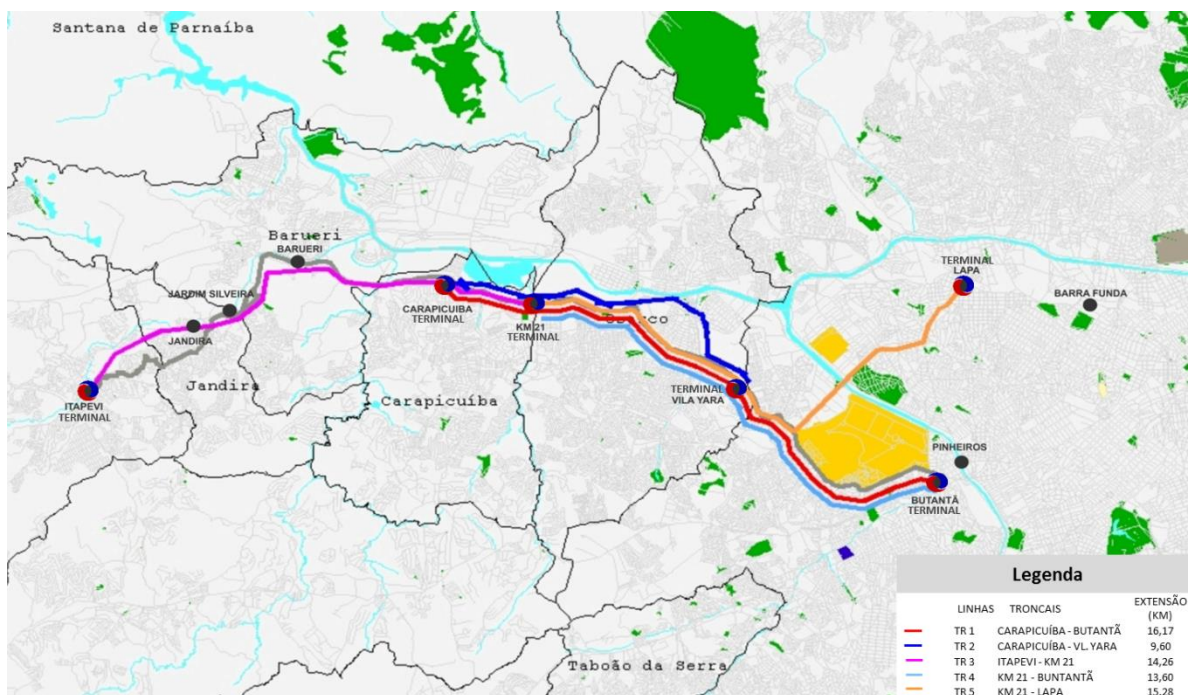 Santana de Parnaíba
Barueri
BARUERI
JARDIM SILVEIRA
JANDIRA
Jandira
ITAPEVI
TERMINAL
CARAPICUIBA
TERMINAL
Carapicuíba
KM 21
TERMINAL
TERMINAL
VILA YARA
TERMINAL
LAPA
BARRA FUNDA
PINHEIROS
BUTANTÃ
TERMINAL
Taboão da Serra
Legenda
LINHAS TRONCAIS EXTENSÃO
(KM)
TR 1 CARAPICUÍBA - BUTANTÃ 16,17
TR 2 CARAPICUÍBA - VL. YARA 9,60
TR 3 ITAPEVI - KM 21 14,26
TR 4 KM 21 - BUNTANTÃ 13,60
TR 5 KM 21 - LAPA 15,28